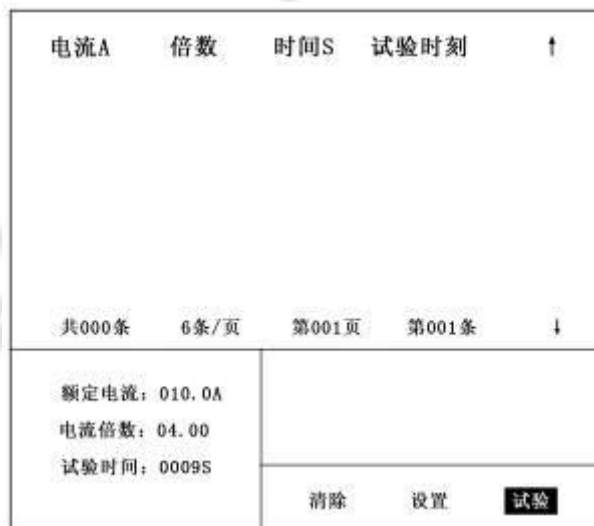 电流A 倍数 时间S 试验时刻 ↑
共000条 6条/页 第001页 第001条 ↓
额定电流：010.0A
电流倍数：04.00
试验时间：0009S
清除 设置 试验